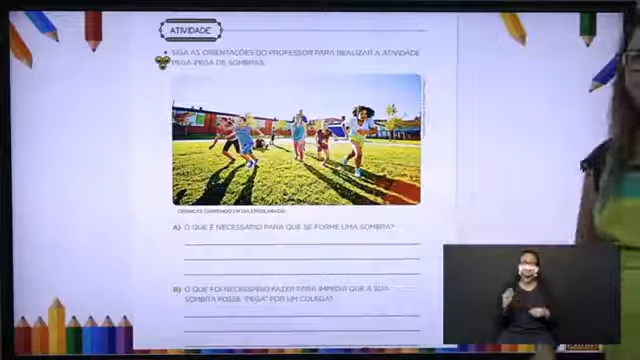 ATIVIDADE
SIGA AS ORIENTAÇÕES DO PROFESSOR PARA REALIZAR A ATIVIDADE
PEGA-PEGA DE SOMBRAS.
CRIANÇAS CORRENDO EM DIA ENSOLARADO.
A) O QUE É NECESSÁRIO PARA QUE SE FORME UMA SOMBRA?
B) O QUE FOI NECESSÁRIO FAZER PARA IMPEDIR QUE A SUA
SOMBRA FOSSE "PEGA" POR UM COLEGA?